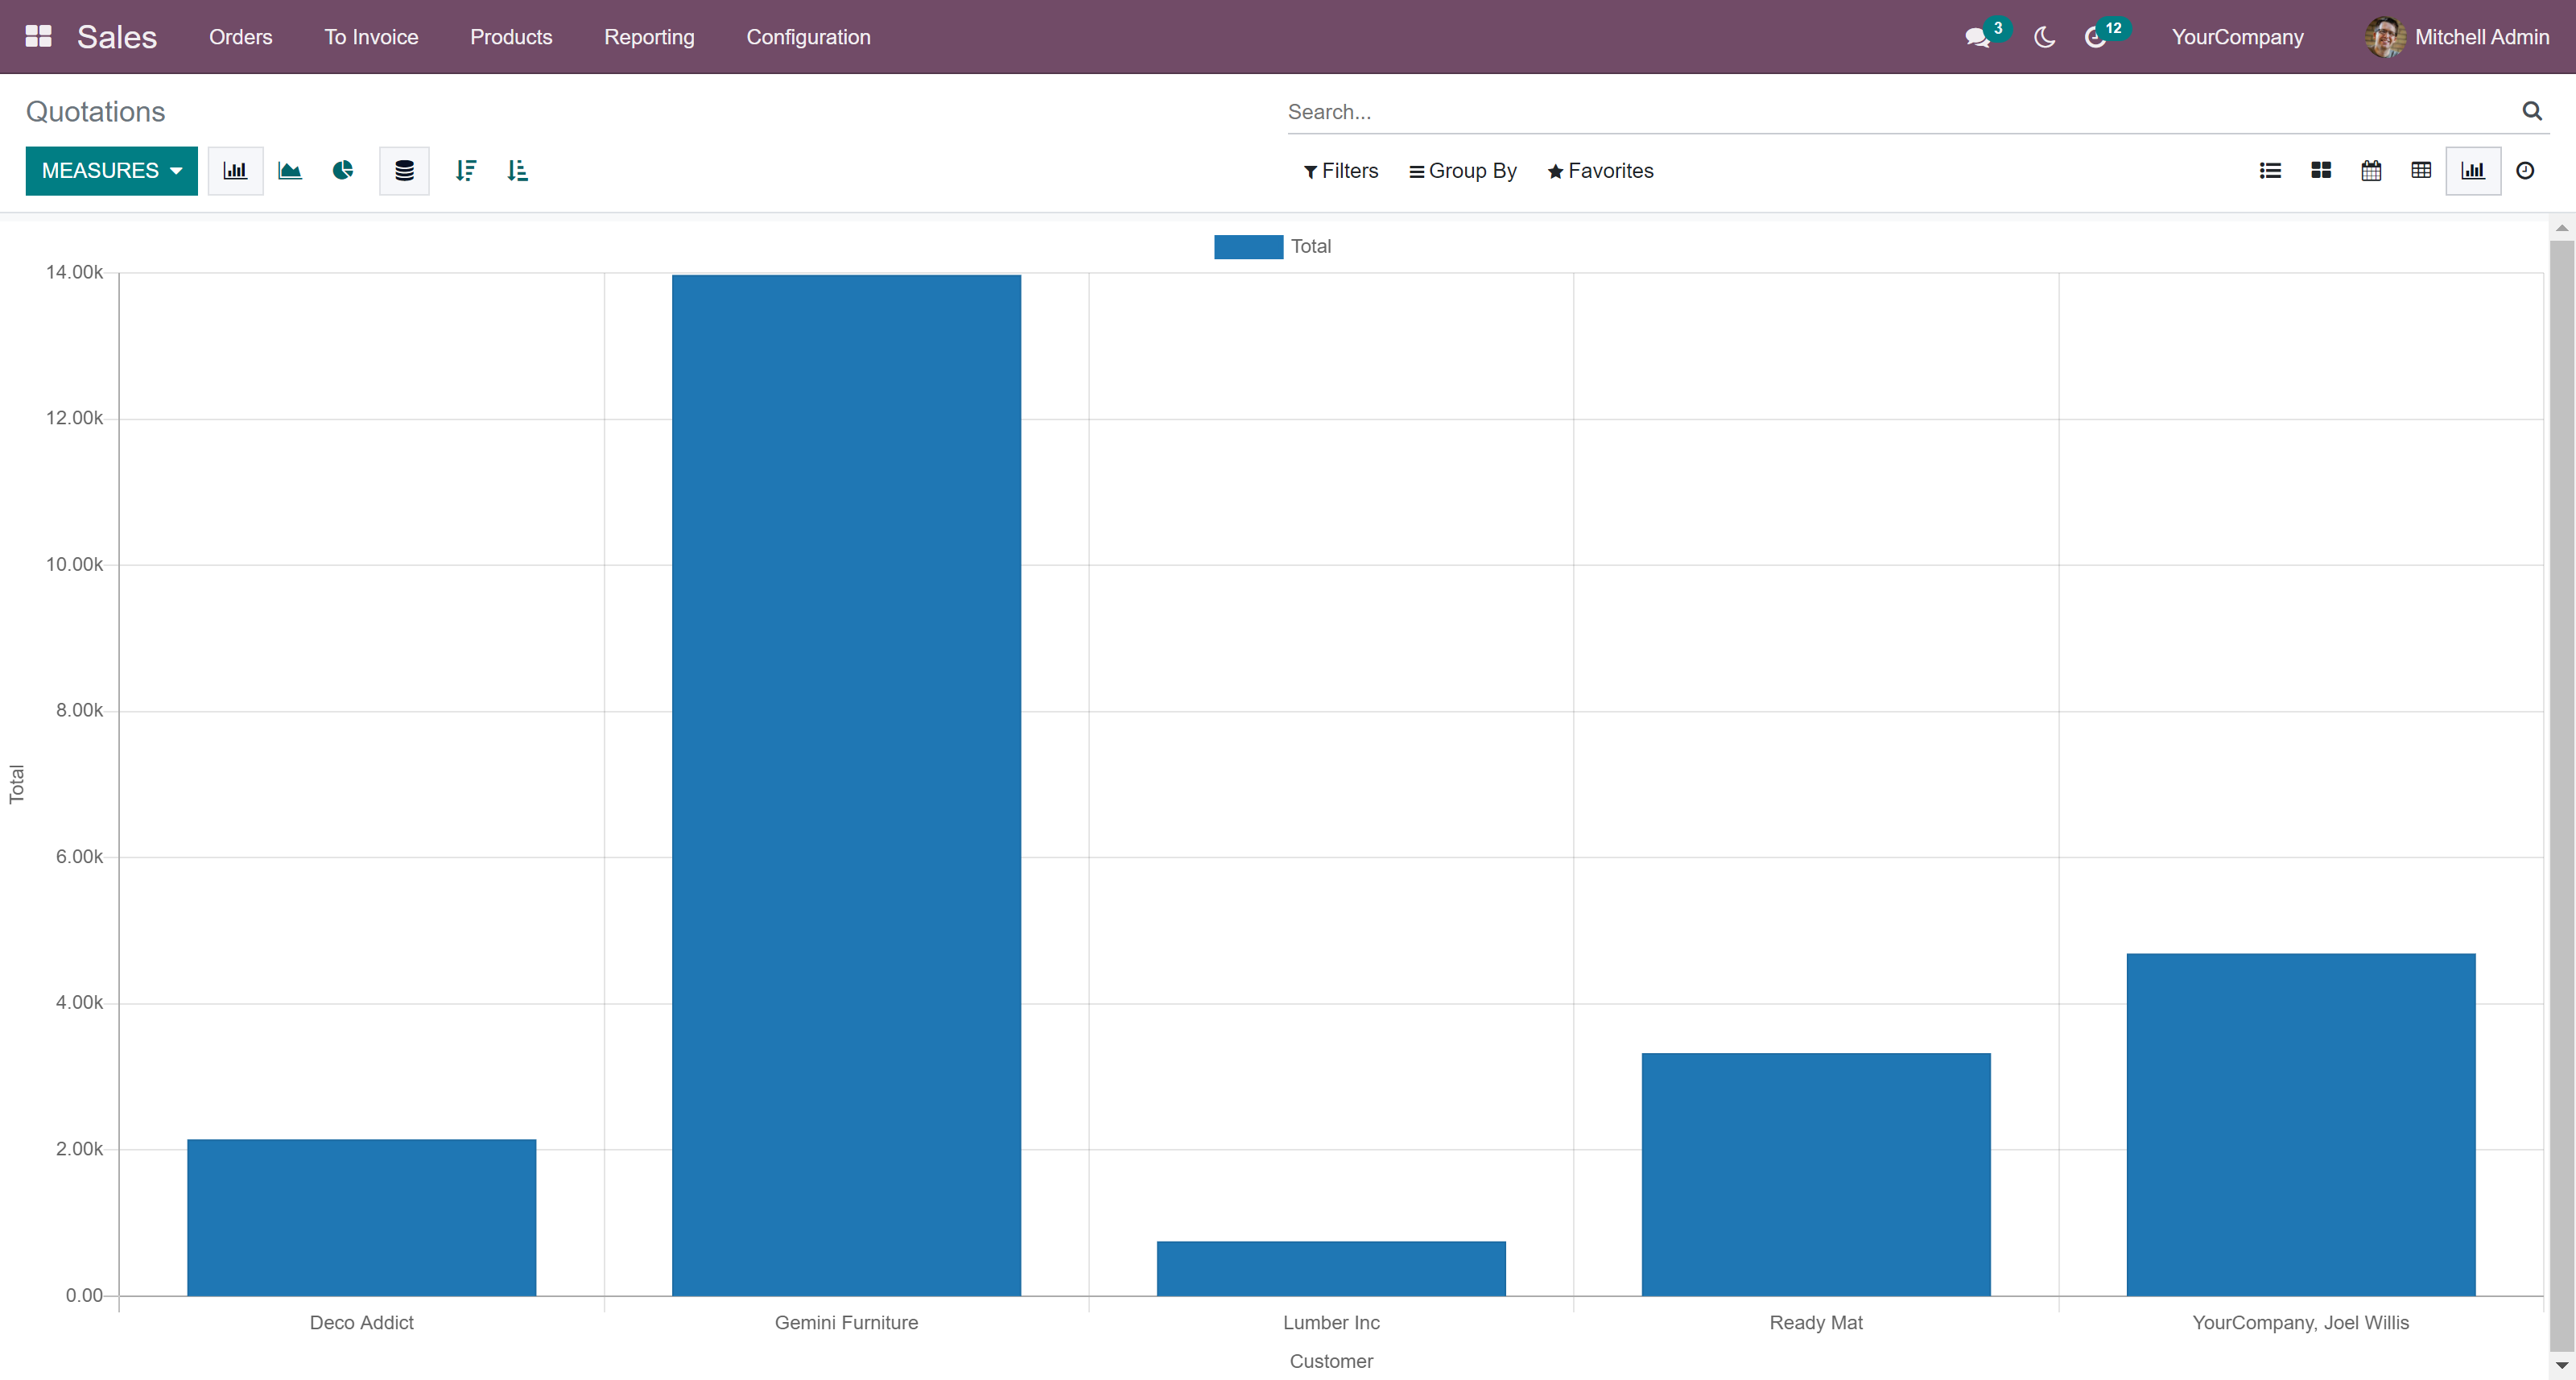 Sales Orders To Invoice Products Reporting Configuration 3 12 YourCompany Mitchell Admin
Quotations Search...
MEASURES Filters Group By Favorites
Total
14.00k
12.00k
10.00k
8.00k
6.00k
4.00k
2.00k
0.00
Total
Deco Addict Gemini Furniture Lumber Inc Ready Mat YourCompany, Joel Willis
Customer